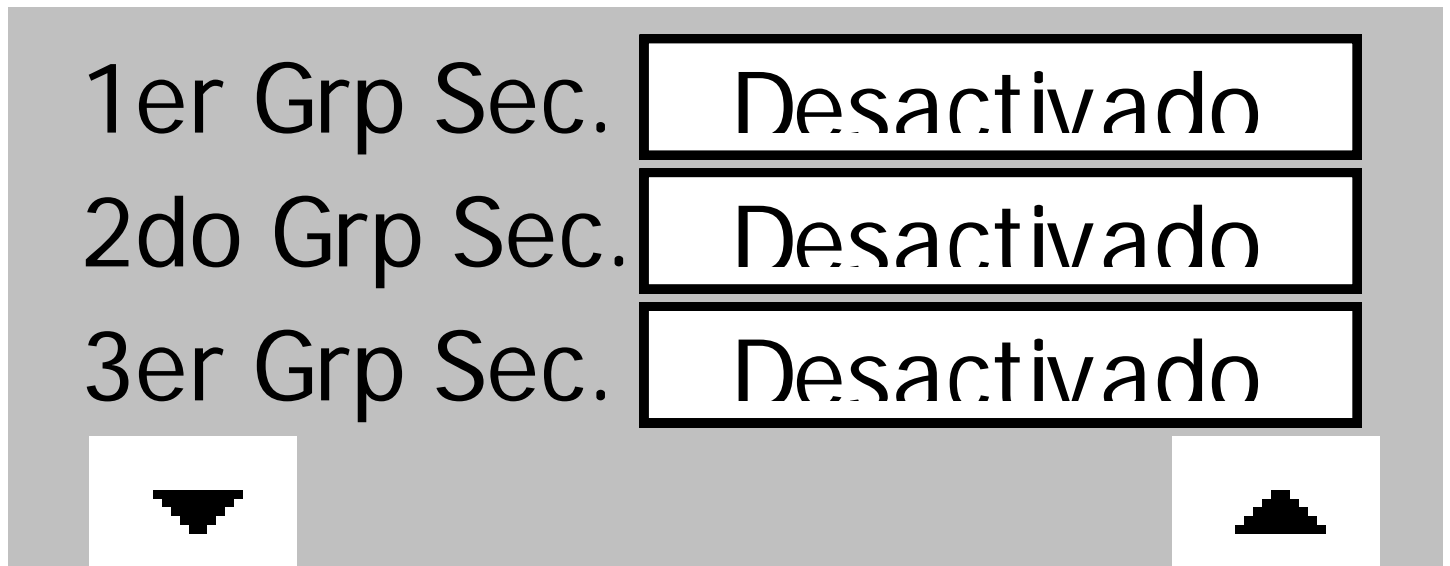 1er Grp Sec. Desactivado
2do Grp Sec. Desactivado
3er Grp Sec. Desactivado